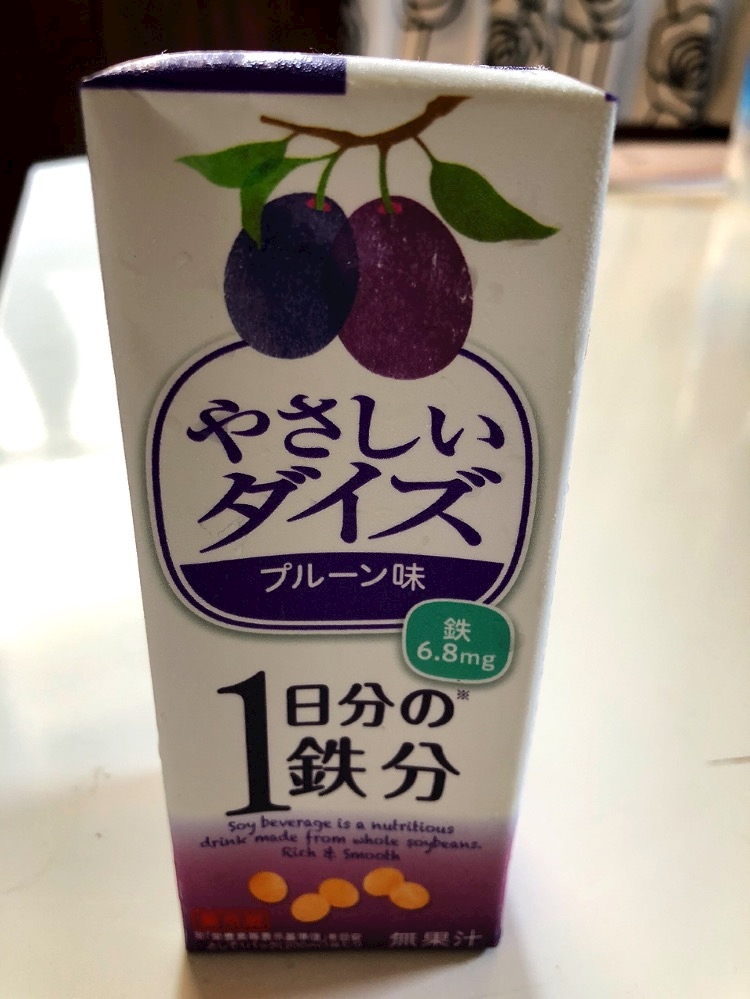 やさしい
ダイズ
プルーン味
鉄
6.8mg
1日分の※
鉄分
Soy beverage is a nutritious
drink made from whole soybeans.
Rich & Smooth
無果汁